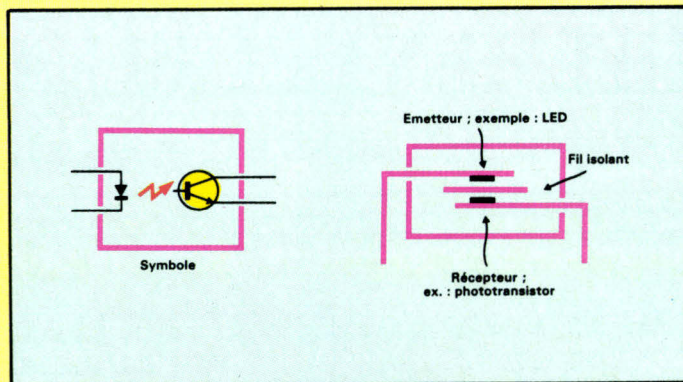 Symbole
Emetteur ; exemple : LED
Fil isolant
Récepteur ;
ex. : phototransistor